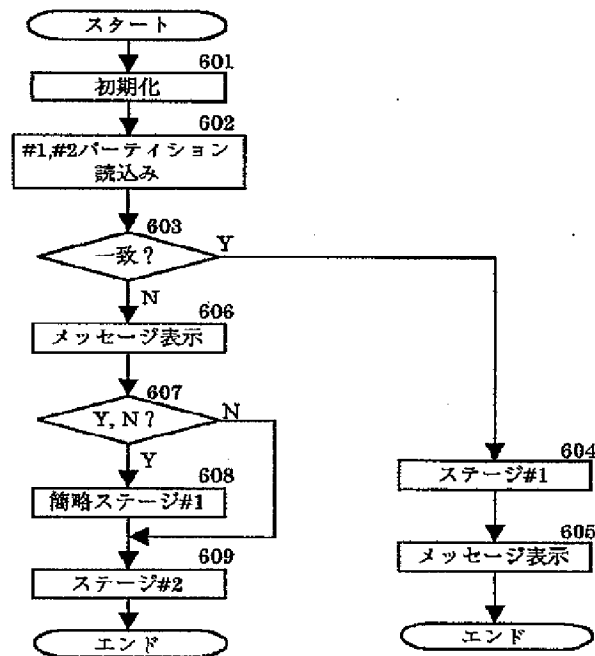 スタート
601
初期化
602
#1,#2パーティション
読込み
603
一致?
Y
N
606
メッセージ表示
607
Y, N?
N
Y
608
簡略ステージ#1
609
ステージ#2
エンド
604
ステージ#1
605
メッセージ表示
エンド